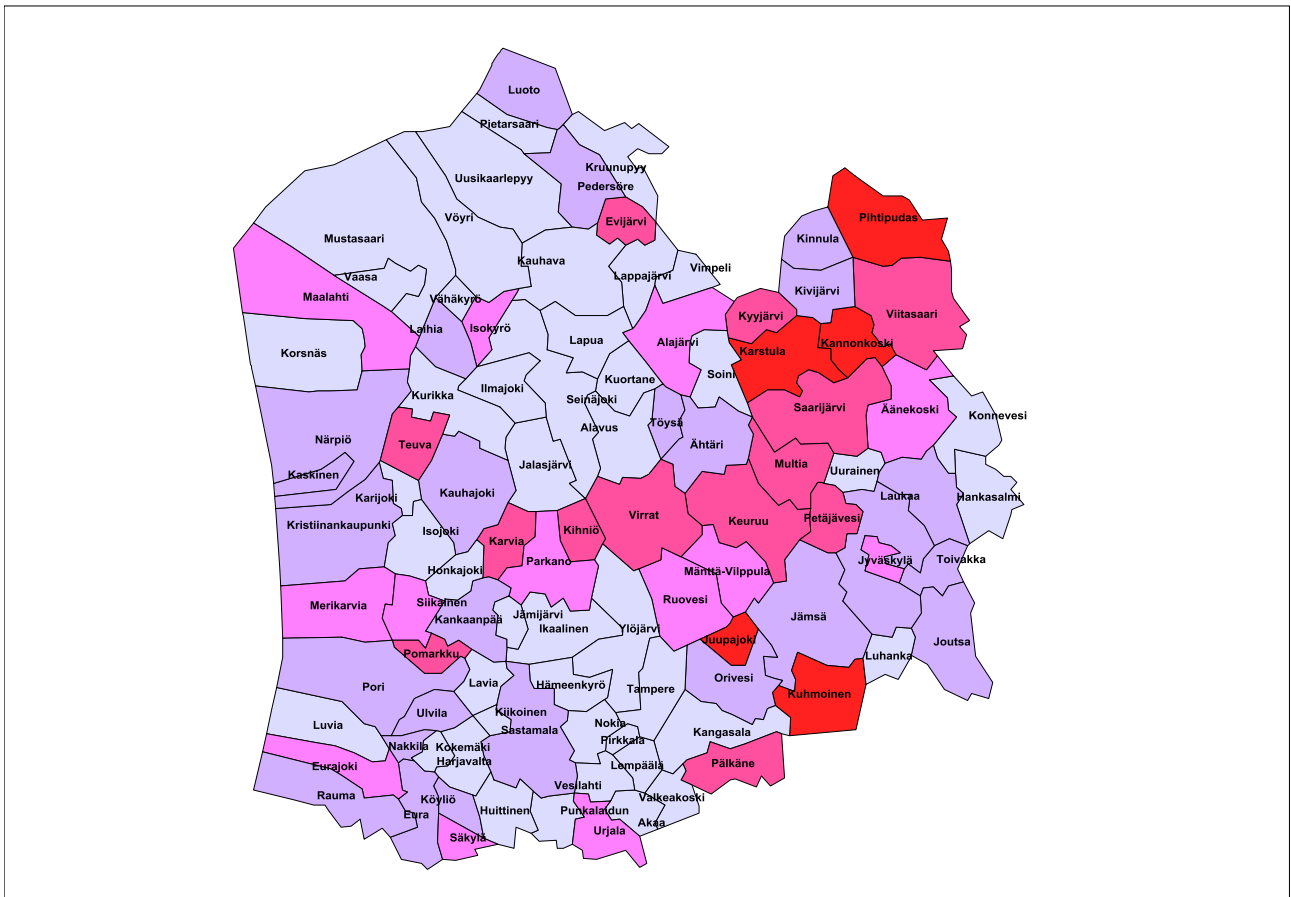 Luoto
Pietarsaari
Kruunupyy
Uusikaarlepyy
Pedersöre
Vöyri
Evijärvi
Pihtipudas
Mustasaari
Kinnula
Kauhava
Vimpeli
Lappajärvi
Vaasa
Kivijärvi
Maalahti
Vähäkyrö
Viitasaari
Kyyjärvi
Laihia
Isokyrö
Lapua
Alajärvi
Kannonkoski
Karstula
Korsnäs
Soini
Kuortane
Ilmajoki
Kurikka
Seinäjoki
Saarijärvi
Äänekoski
Konnevesi
Töysä
Alavus
Närpiö
Teuva
Ähtäri
Jalasjärvi
Multia
Uurainen
Kaskinen
Kauhajoki
Karijoki
Laukaa
Hankasalmi
Virrat
Keuruu
Petäjävesi
Kristiinankaupunki
Isojoki
Kihniö
Karvia
Parkano
Jyväskylä
Toivakka
Honkajoki
Mänttä-Vilppula
Ruovesi
Siikainen
Merikarvia
Jämijärvi
Jämsä
Kankaanpää
Ikaalinen
Ylöjärvi
Juupajoki
Joutsa
Pomarkku
Luhanka
Orivesi
Lavia
Hämeenkyrö
Pori
Tampere
Kuhmoinen
Ulvila
Kiikoinen
Luvia
Nokia
Sastamala
Kangasala
Pirkkala
Nakkila
Kokemäki
Harjavalta
Pälkäne
Eurajoki
Lempäälä
Vesilahti
Rauma
Köyliö
Valkeakoski
Huittinen
Punkalaidun
Eura
Akaa
Urjala
Säkylä